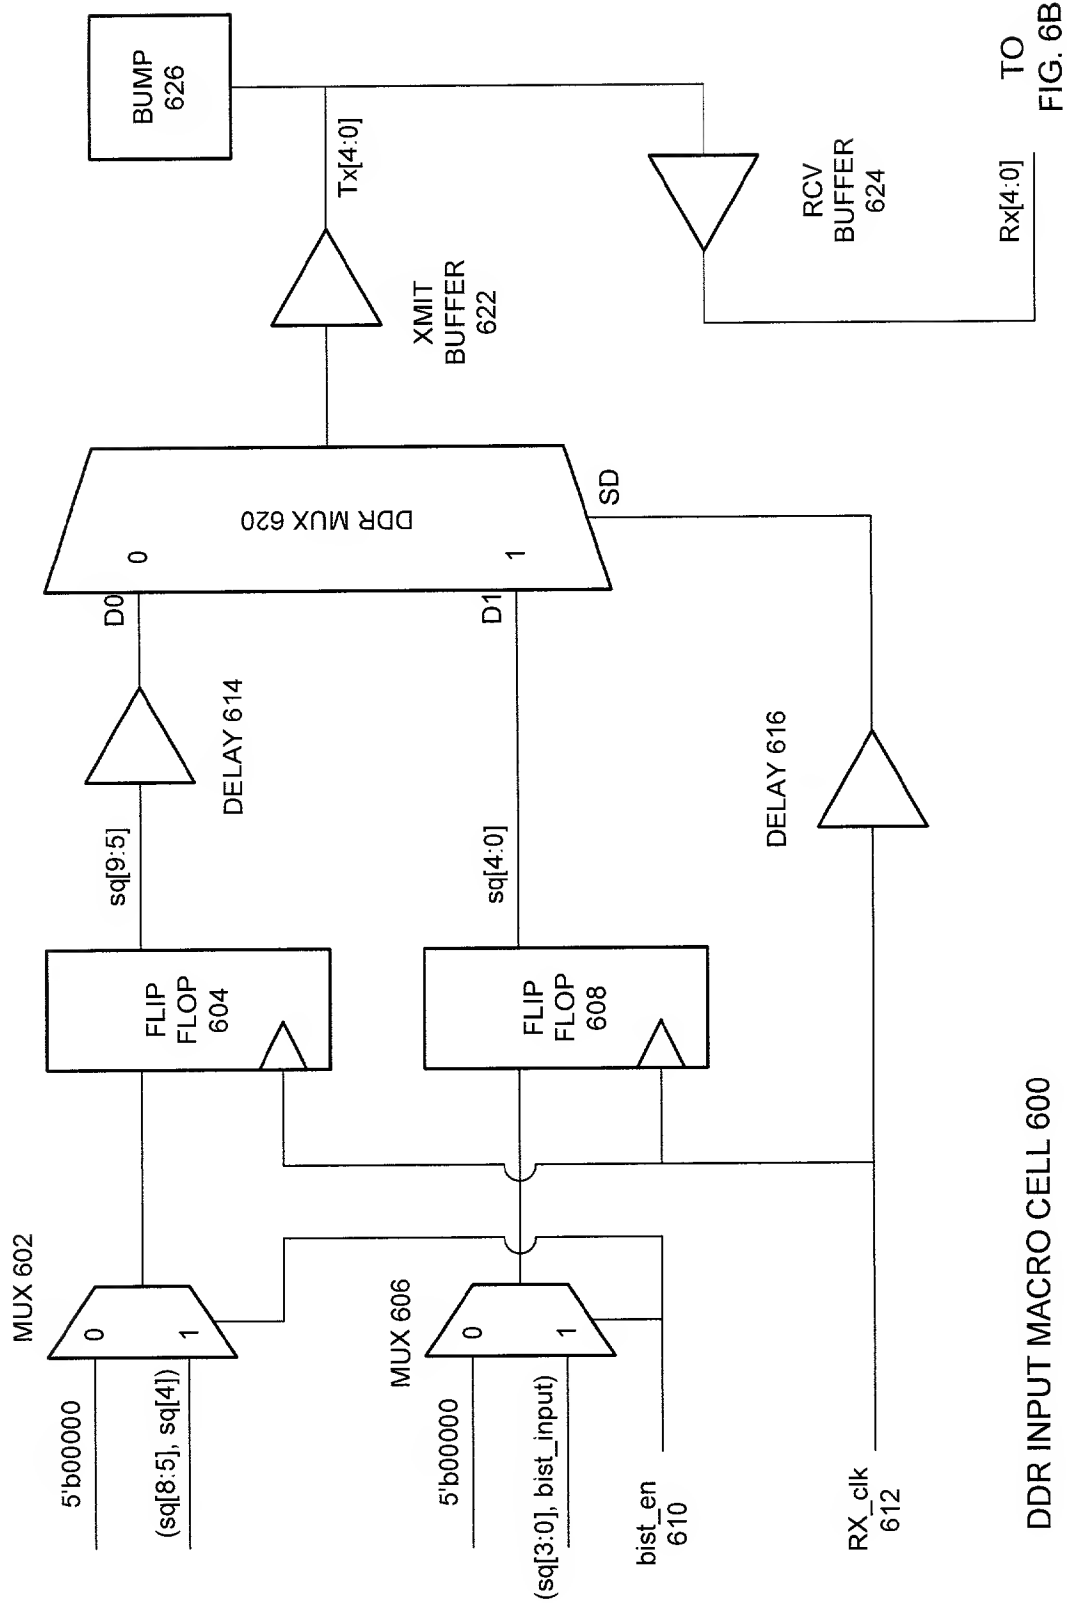 MUX 602
5'b00000
0
(sq[8:5], sq[4])
1
FLIP
FLOP
604
sq[9:5]
DELAY 614
D0
0
DDR MUX 620
1
D1
SD
MUX 606
5'b00000
0
(sq[3:0], bist_input)
1
FLIP
FLOP
608
sq[4:0]
bist_en
610
RX_clk
612
DELAY 616
XMIT
BUFFER
622
Tx[4:0]
BUMP
626
RCV
BUFFER
624
Rx[4:0]
TO
FIG. 6B
DDR INPUT MACRO CELL 600